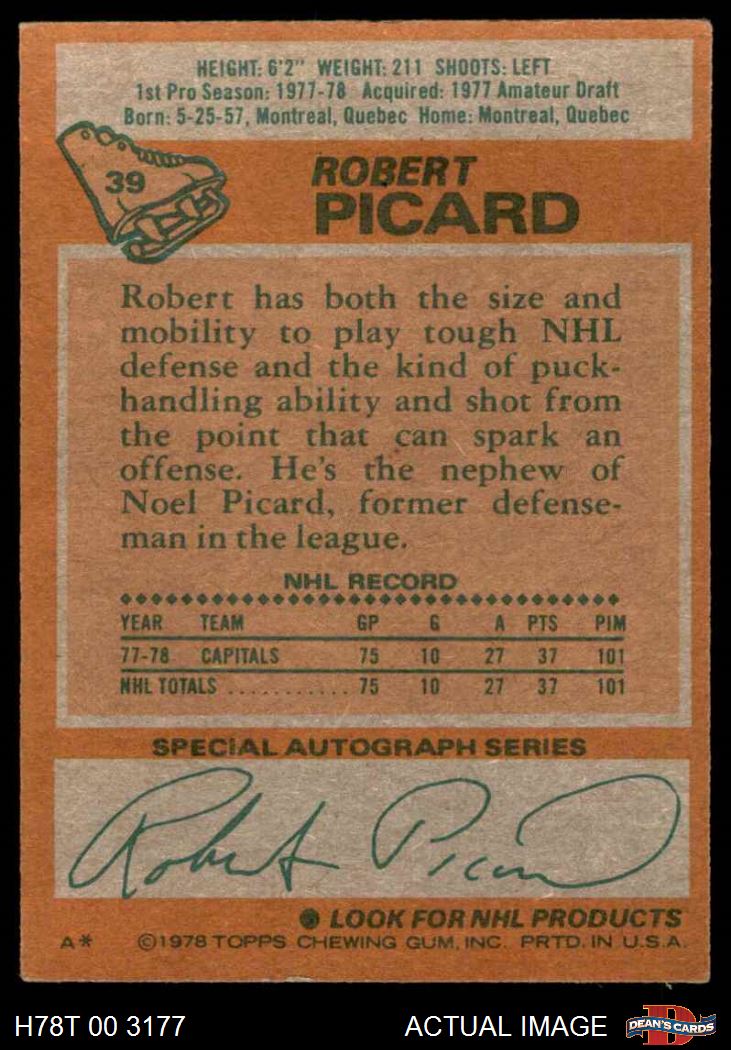 HEIGHT: 6'2" WEIGHT: 211 SHOOTS: LEFT
1st Pro Season: 1977-78 Acquired: 1977 Amateur Draft
Born: 5-25-57, Montreal, Quebec Home: Montreal, Quebec
39
ROBERT
PICARD
Robert has both the size and
mobility to play tough NHL
defense and the kind of puck-
handling ability and shot from
the point that can spark an
offense. He's the nephew of
Noel Picard, former defense-
man in the league.
NHL RECORD
YEAR TEAM GP G A PTS PIM
77-78 CAPITALS 75 10 27 37 101
NHL TOTALS ........... 75 10 27 37 101
SPECIAL AUTOGRAPH SERIES
Robert Picard
● LOOK FOR NHL PRODUCTS
A* ©1978 TOPPS CHEWING GUM, INC. PRTD. IN U.S.A.
H78T 00 3177 ACTUAL IMAGE D DEAN'S CARDS